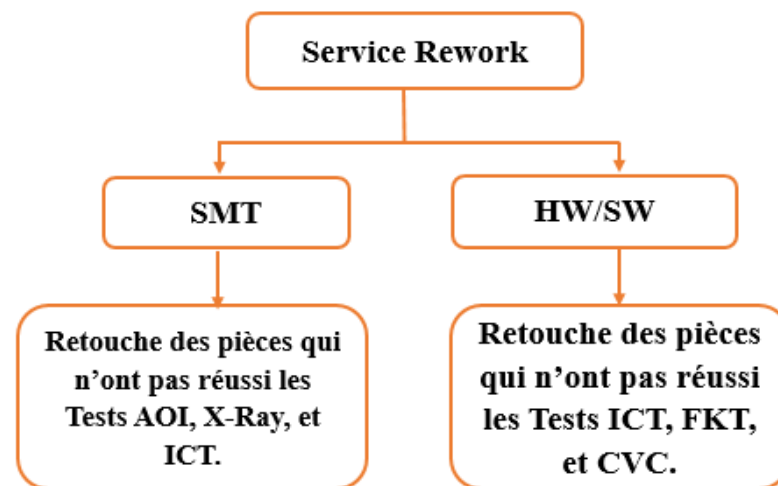 Service Rework
SMT
HW/SW
Retouche des pièces qui
n’ont pas réussi les
Tests AOI, X-Ray, et
ICT.
Retouche des pièces
qui n’ont pas réussi
les Tests ICT, FKT,
et CVC.